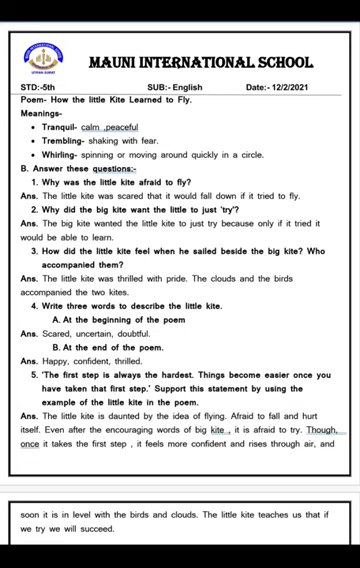 MAUNI INTERNATIONAL SCHOOL
STD:-5th SUB:- English Date:- 12/2/2021
Poem- How the little Kite Learned to Fly.
Meanings-
• Tranquil- calm ,peaceful
• Trembling- shaking with fear.
• Whirling- spinning or moving around quickly in a circle.
B. Answer these questions:-
1. Why was the little kite afraid to fly?
Ans. The little kite was scared that it would fall down if it tried to fly.
2. Why did the big kite want the little to just 'try'?
Ans. The big kite wanted the little kite to just try because only if it tried it
would be able to learn.
3. How did the little kite feel when he sailed beside the big kite? Who
accompanied them?
Ans. The little kite was thrilled with pride. The clouds and the birds
accompanied the two kites.
4. Write three words to describe the little kite.
A. At the beginning of the poem
Ans. Scared, uncertain, doubtful.
B. At the end of the poem.
Ans. Happy, confident, thrilled.
5. 'The first step is always the hardest. Things become easier once you
have taken that first step.' Support this statement by using the
example of the little kite in the poem.
Ans. The little kite is daunted by the idea of flying. Afraid to fall and hurt
itself. Even after the encouraging words of big kite , it is afraid to try. Though,
once it takes the first step , it feels more confident and rises through air, and
soon it is in level with the birds and clouds. The little kite teaches us that if
we try we will succeed.